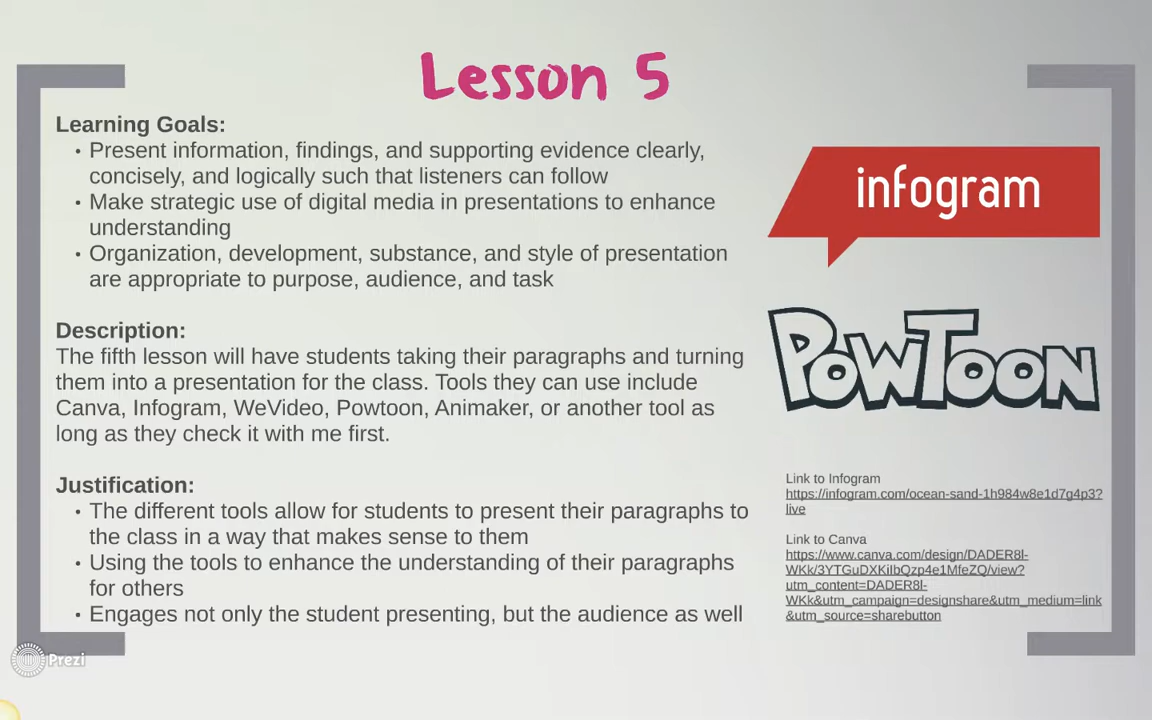 Lesson 5
Learning Goals:
• Present information, findings, and supporting evidence clearly,
concisely, and logically such that listeners can follow
• Make strategic use of digital media in presentations to enhance
understanding
• Organization, development, substance, and style of presentation
are appropriate to purpose, audience, and task
Description:
The fifth lesson will have students taking their paragraphs and turning
them into a presentation for the class. Tools they can use include
Canva, Infogram, WeVideo, Powtoon, Animaker, or another tool as
long as they check it with me first.
Justification:
• The different tools allow for students to present their paragraphs to
the class in a way that makes sense to them
• Using the tools to enhance the understanding of their paragraphs
for others
• Engages not only the student presenting, but the audience as well
infogram
POWTOON
Link to Infogram
https://infogram.com/ocean-sand-1h984w8e1d7g4p3?
live
Link to Canva
https://www.canva.com/design/DADER8l-
WKk/3YTGuDXKilbQzp4e1MfeZQ/view?
utm_content=DADER8l-
WKk&utm_campaign=designshare&utm_medium=link
&utm_source=sharebutton
Prezi